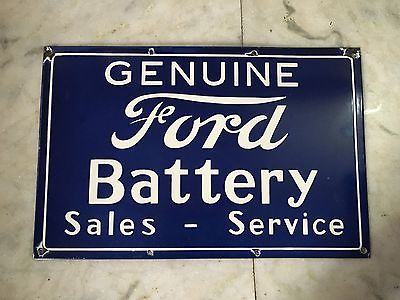 GENUINE
Ford
Battery
Sales - Service